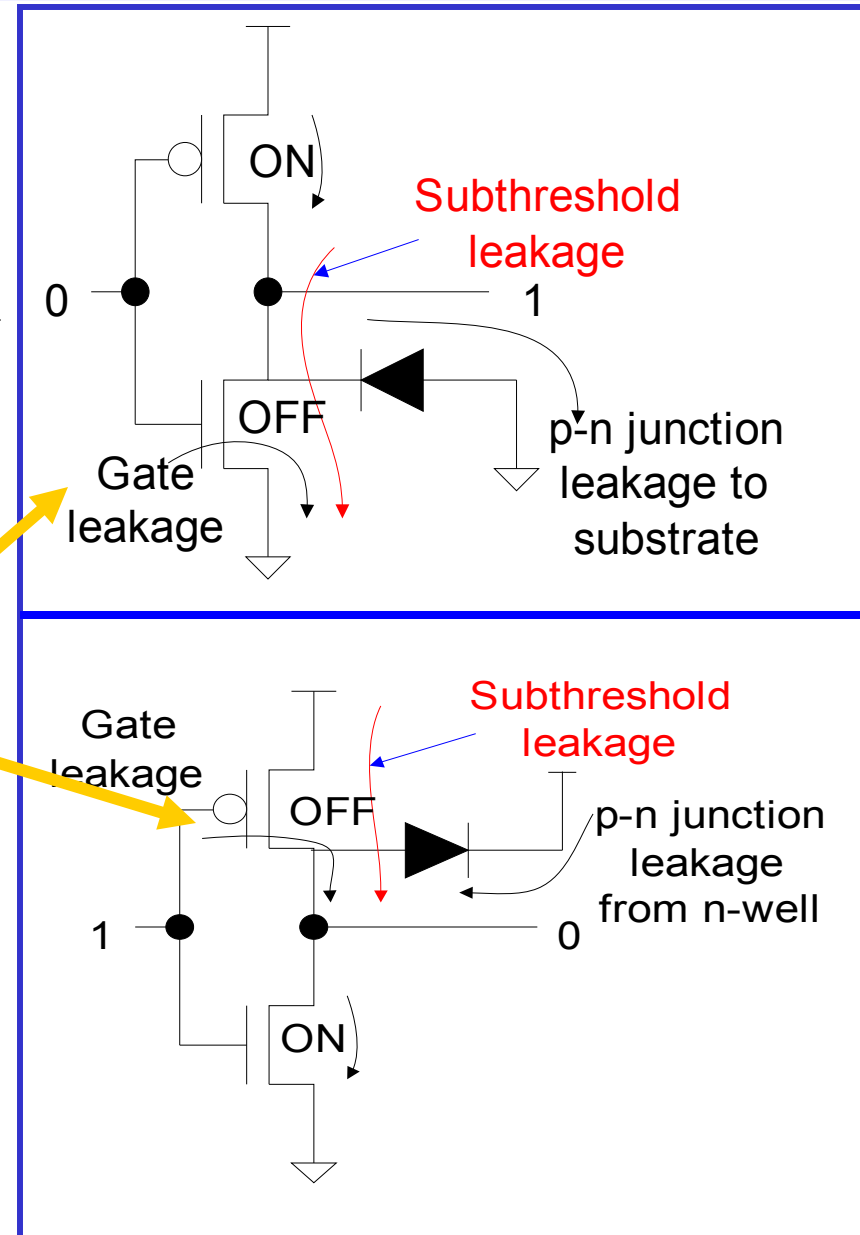 ON
Subthreshold
leakage
0
1
OFF
Gate
leakage
p-n junction
leakage to
substrate
Gate
leakage
Subthreshold
leakage
OFF
p-n junction
leakage
from n-well
1
0
ON